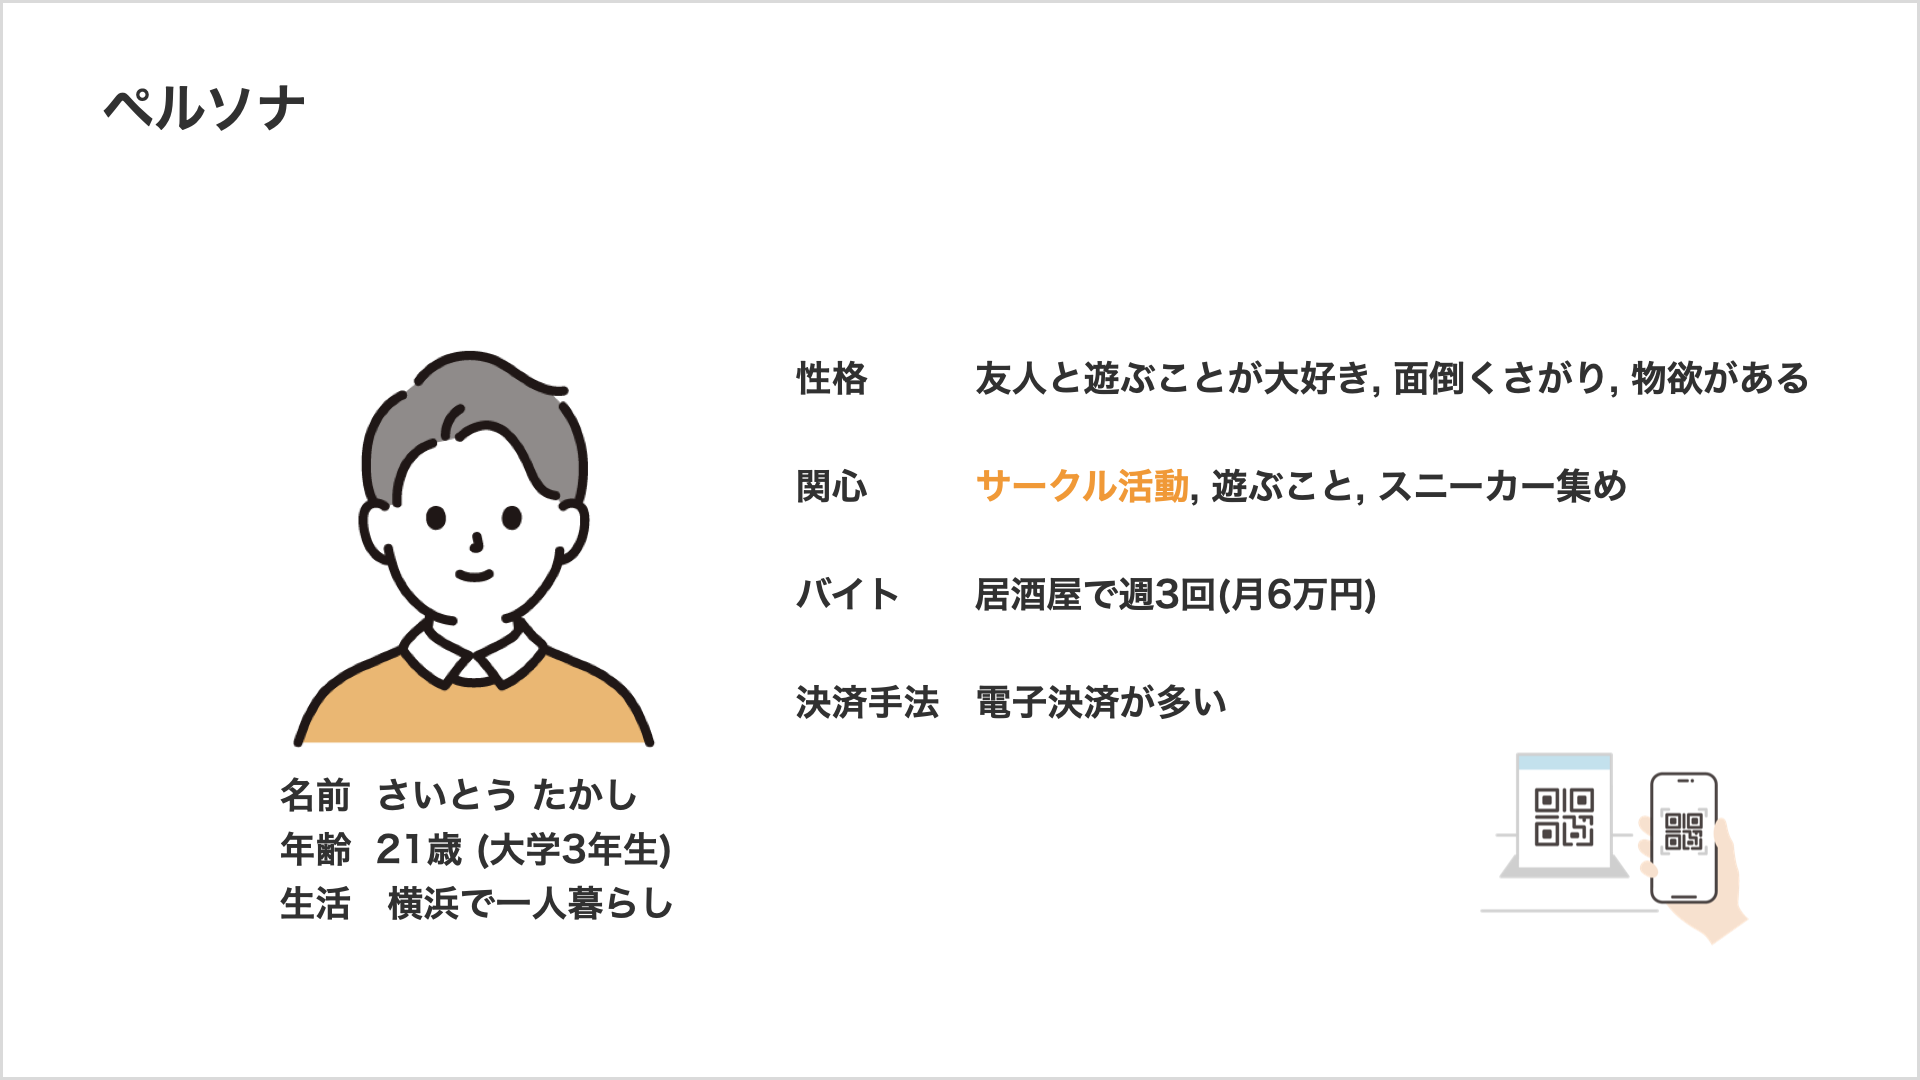 ペルソナ
性格 友人と遊ぶことが大好き, 面倒くさがり, 物欲がある
関心 サークル活動, 遊ぶこと, スニーカー集め
バイト 居酒屋で週3回(月6万円)
決済手法 電子決済が多い
名前 さいとう たかし
年齢 21歳 (大学3年生)
生活 横浜で一人暮らし